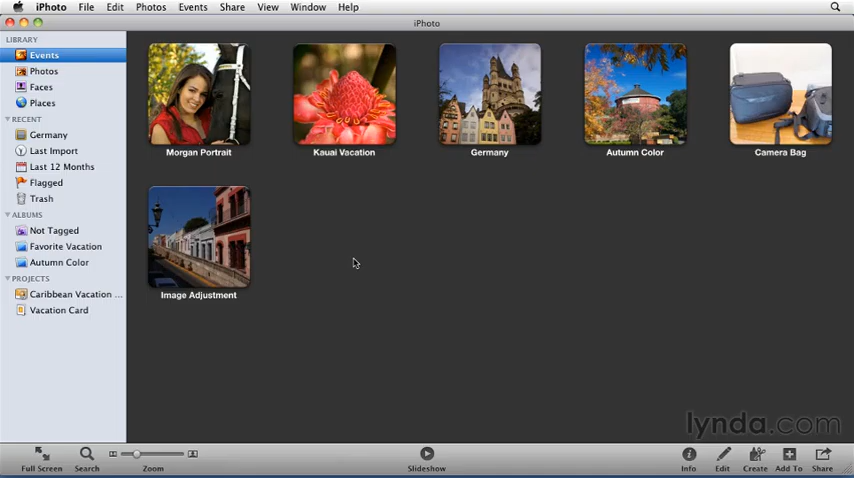 iPhoto File Edit Photos Events Share View Window Help
iPhoto
LIBRARY
Events
Photos
Faces
Places
RECENT
Germany
Last Import
Last 12 Months
Flagged
Trash
ALBUMS
Not Tagged
Favorite Vacation
Autumn Color
PROJECTS
Caribbean Vacation ...
Vacation Card
Morgan Portrait Kauai Vacation Germany Autumn Color Camera Bag
Image Adjustment
lynda.com
Full Screen Search Zoom Slideshow Info Edit Create Add To Share